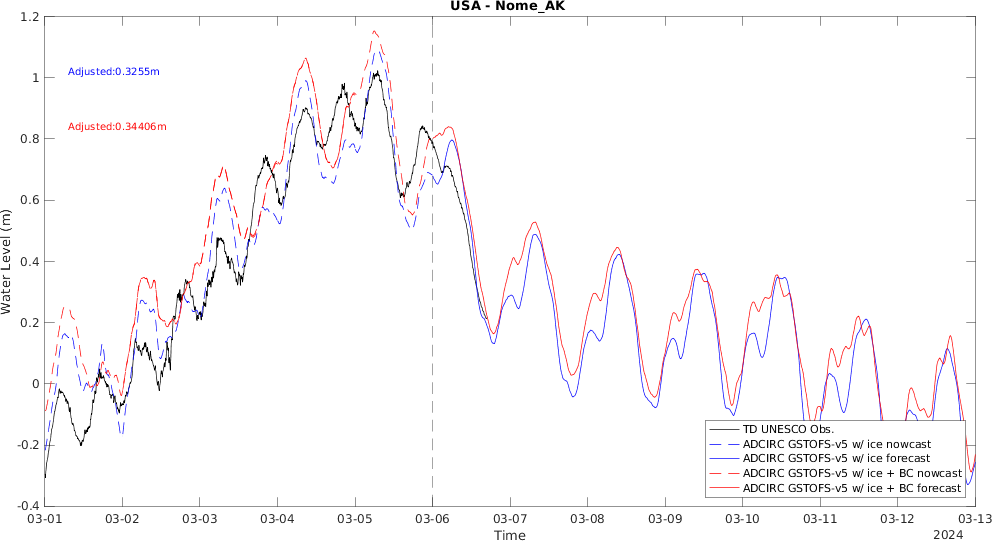 USA - Nome_AK
Adjusted:0.3255m
Adjusted:0.34406m
Water Level (m)
1.2
1
0.8
0.6
0.4
0.2
0
-0.2
-0.4
TD UNESCO Obs.
ADCIRC GSTOFS-v5 w/ ice nowcast
ADCIRC GSTOFS-v5 w/ ice forecast
ADCIRC GSTOFS-v5 w/ ice + BC nowcast
ADCIRC GSTOFS-v5 w/ ice + BC forecast
03-01 03-02 03-03 03-04 03-05 03-06 03-07 03-08 03-09 03-10 03-11 03-12 03-13
Time
2024